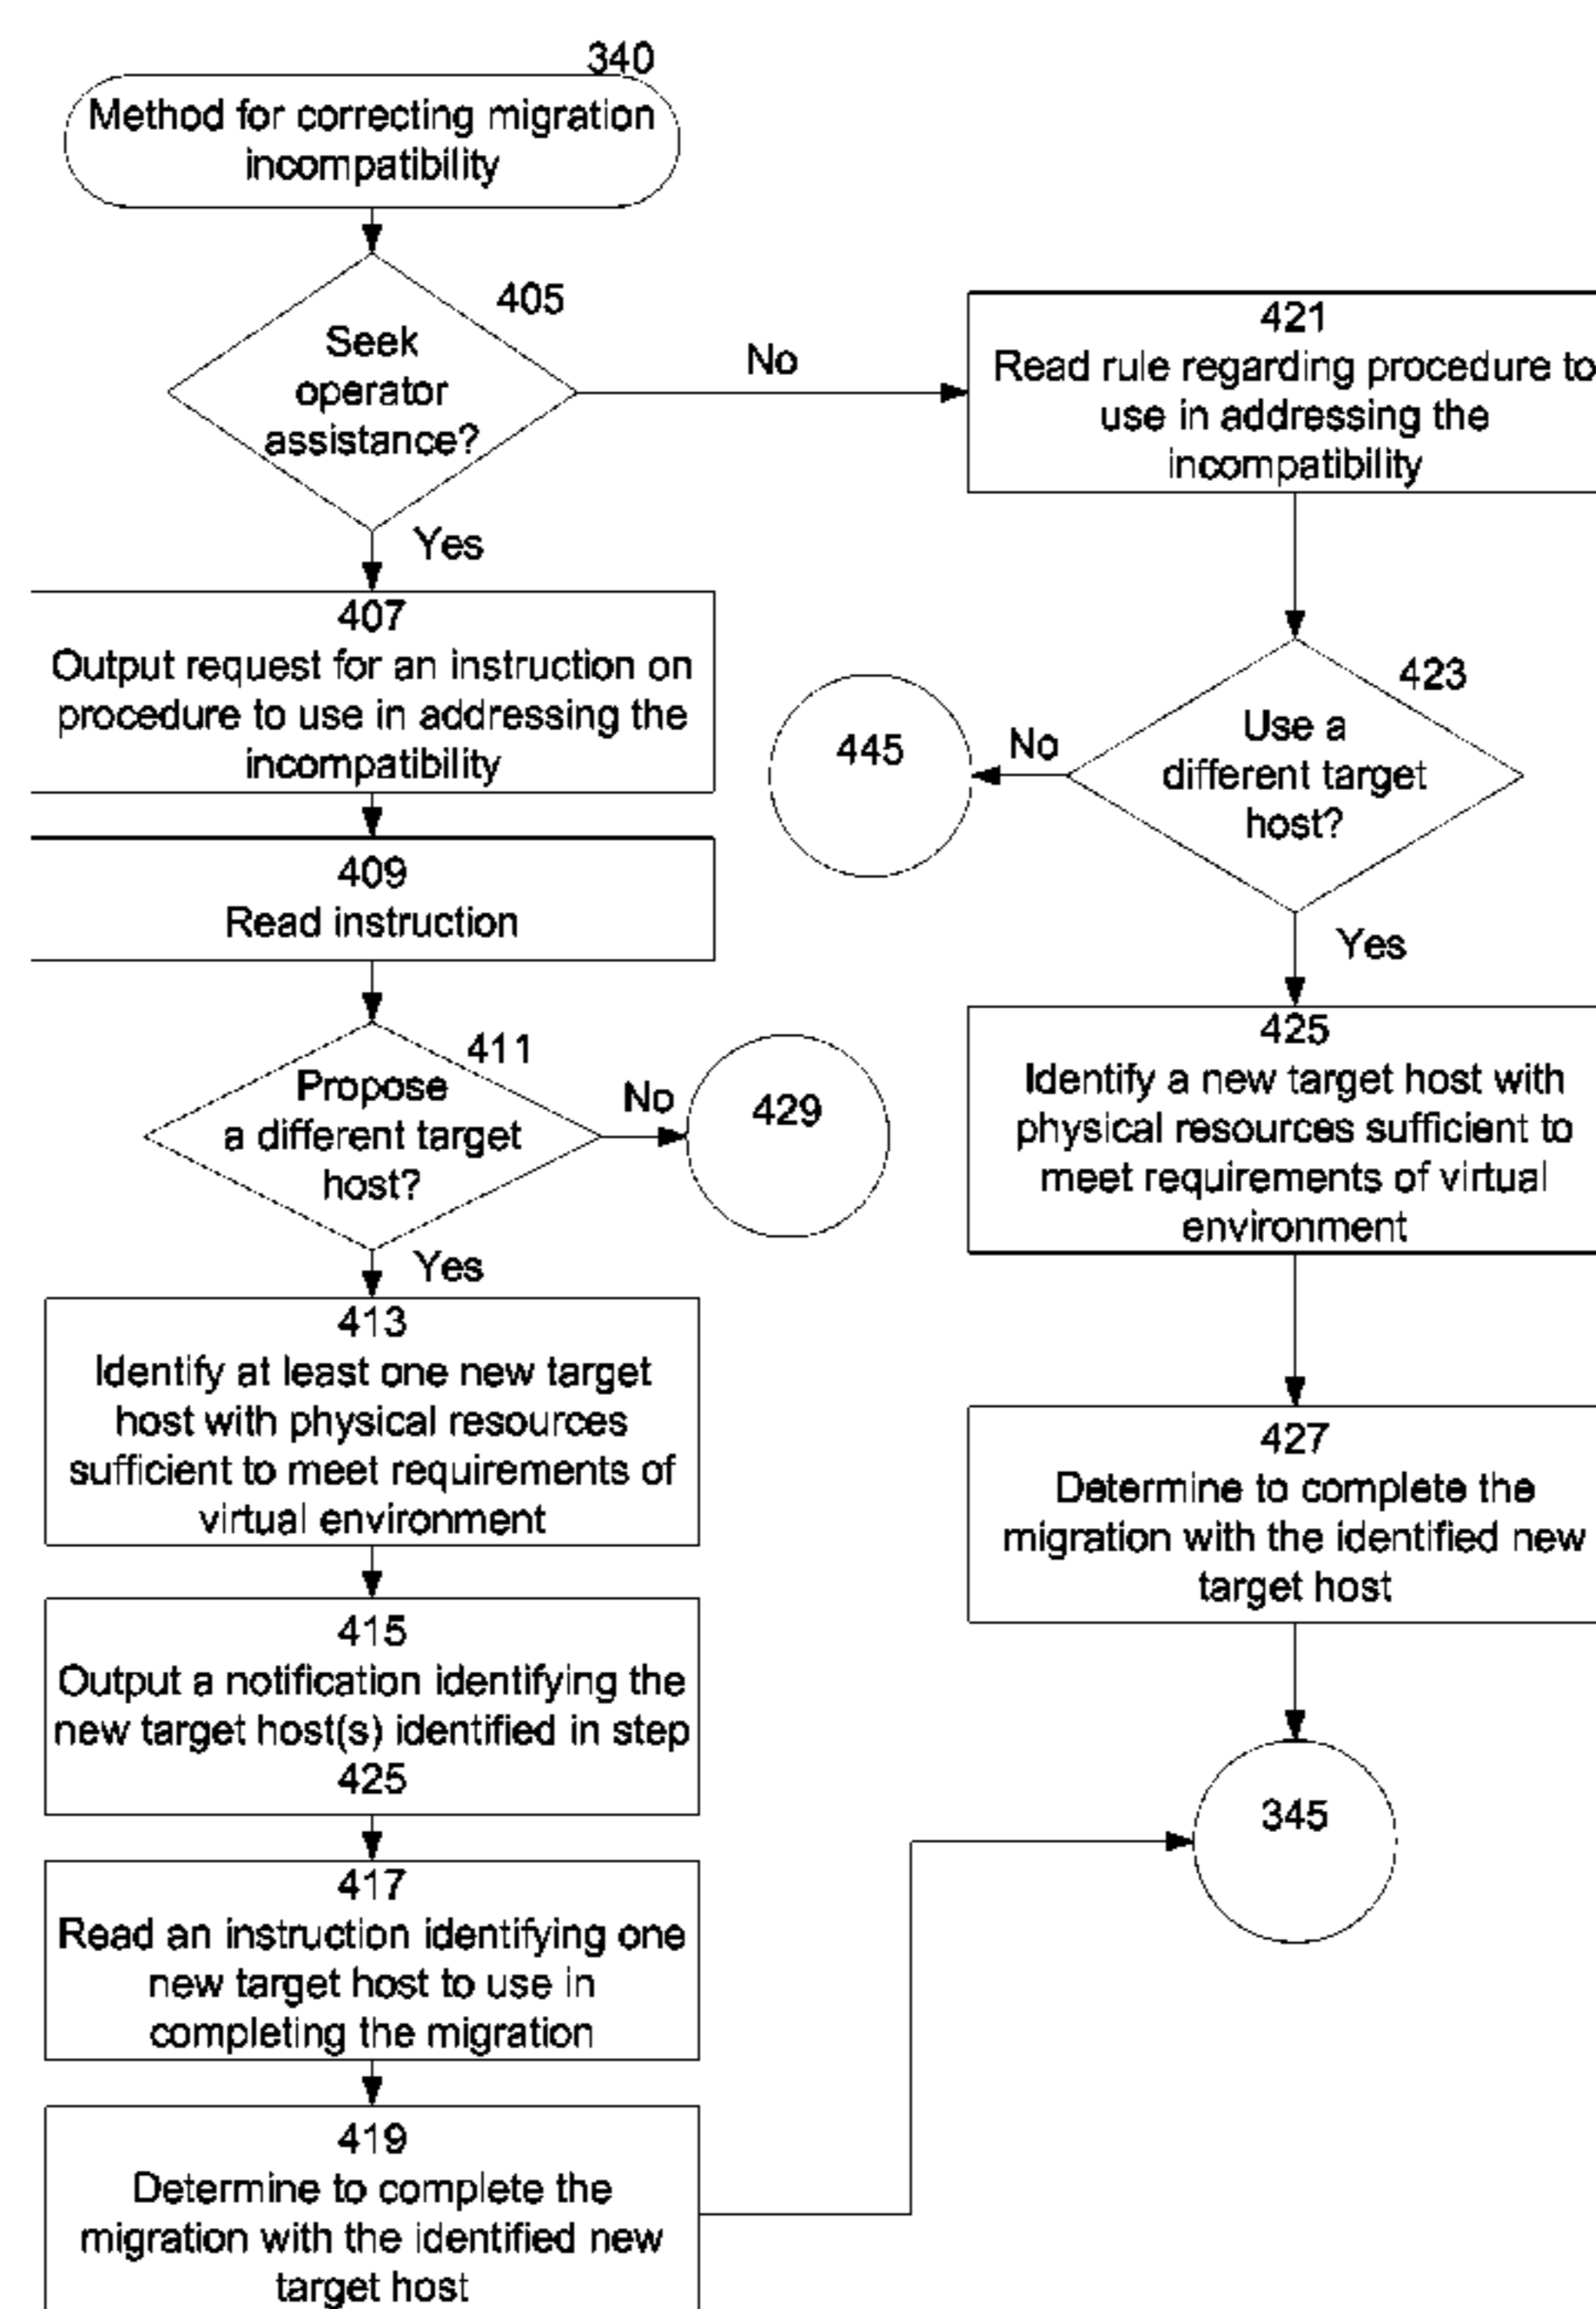 340
Method for correcting migration
incompatibility
405
Seek
operator
assistance?
No
Yes
407
Output request for an instruction on
procedure to use in addressing the
incompatibility
409
Read instruction
411
Propose
a different target
host?
No
429
Yes
413
Identify at least one new target
host with physical resources
sufficient to meet requirements of
virtual environment
415
Output a notification identifying the
new target host(s) identified in step
425
417
Read an instruction identifying one
new target host to use in
completing the migration
419
Determine to complete the
migration with the identified new
target host
421
Read rule regarding procedure to
use in addressing the
incompatibility
423
Use a
different target
host?
No
445
Yes
425
Identify a new target host with
physical resources sufficient to
meet requirements of virtual
environment
427
Determine to complete the
migration with the identified new
target host
345